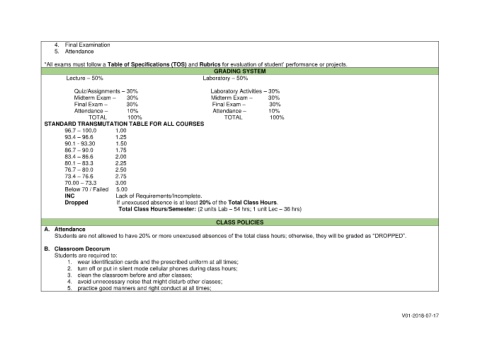 4. Final Examination
5. Attendance
*All exams must follow a Table of Specifications (TOS) and Rubrics for evaluation of student' performance or projects.
GRADING SYSTEM
Lecture – 50% Laboratory – 50%
Quiz/Assignments – 30% Laboratory Activities – 30%
Midterm Exam – 30% Midterm Exam – 30%
Final Exam – 30% Final Exam – 30%
Attendance – 10% Attendance – 10%
TOTAL 100% TOTAL 100%
STANDARD TRANSMUTATION TABLE FOR ALL COURSES
96.7 – 100.0 1.00
93.4 – 96.6 1.25
90.1 - 93.30 1.50
86.7 – 90.0 1.75
83.4 – 86.6 2.00
80.1 – 83.3 2.25
76.7 – 80.0 2.50
73.4 – 76.6 2.75
70.00 – 73.3 3.00
Below 70 / Failed 5.00
INC Lack of Requirements/Incomplete.
Dropped If unexcused absence is at least 20% of the Total Class Hours.
Total Class Hours/Semester: (2 units Lab – 54 hrs; 1 unit Lec – 36 hrs)
CLASS POLICIES
A. Attendance
Students are not allowed to have 20% or more unexcused absences of the total class hours; otherwise, they will be graded as "DROPPED".
B. Classroom Decorum
Students are required to:
1. wear identification cards and the prescribed uniform at all times;
2. turn off or put in silent mode cellular phones during class hours;
3. clean the classroom before and after classes;
4. avoid unnecessary noise that might disturb other classes;
5. practice good manners and right conduct at all times;
V01-2018-07-17